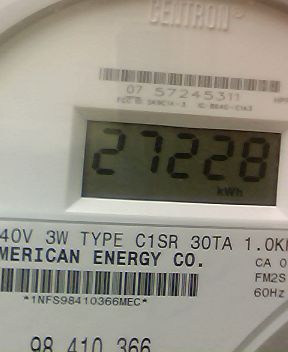 CENTRON®
07 57245311
27228
kWh
40V 3W TYPE C1SR 30TA 1.0K
MERICAN ENERGY CO.
CA 0
FM2S
60Hz
*1NFS98410366MEC*
98 410 366